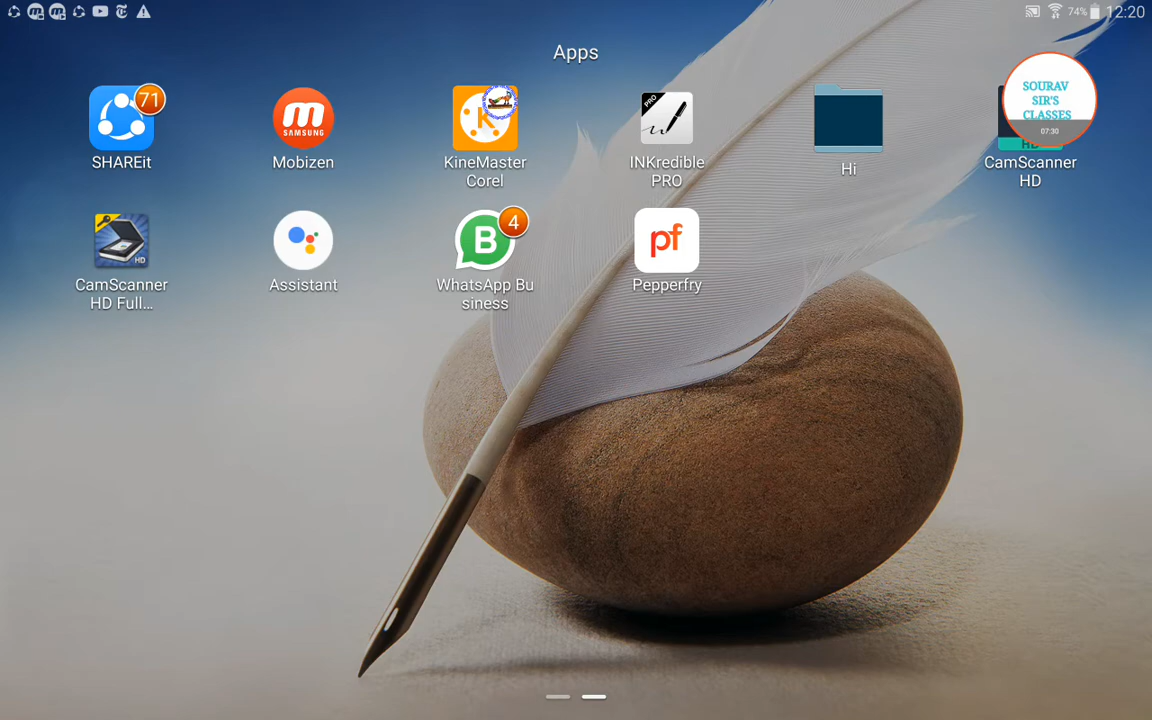 74% 12:20
Apps
71
SAMSUNG
K
PRO
SOURAV
SIR'S
CLASSES
07:30
HD
SHAREit
Mobizen
KineMaster
Corel
INKredible
PRO
Hi
CamScanner
HD
HD
B
4
pf
CamScanner
HD Full...
Assistant
WhatsApp Bu
siness
Pepperfry